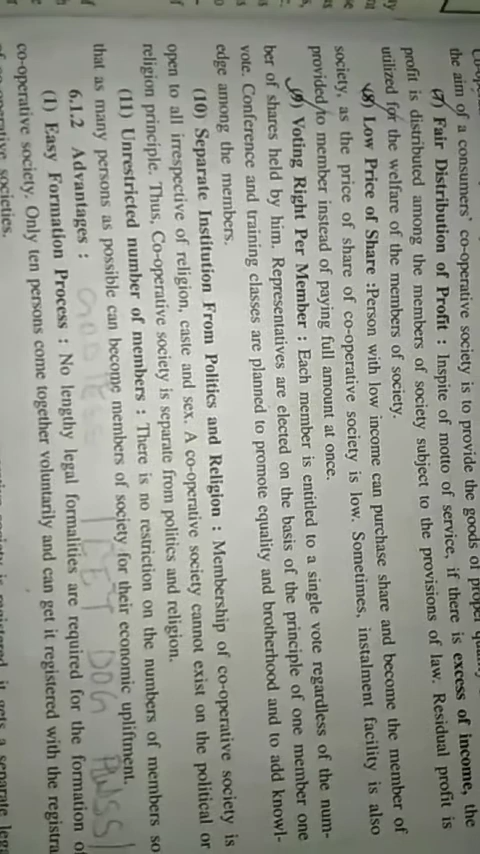 the aim of a consumers' co-operative society is to provide the goods of proper
(7) Fair Distribution of Profit : Inspite of motto of service, if there is excess of income, the
profit is distributed among the members of society subject to the provisions of law. Residual profit is
utilized for the welfare of the members of society.
(8) Low Price of Share :Person with low income can purchase share and become the member of
society, as the price of share of co-operative society is low. Sometimes, instalment facility is also
provided to member instead of paying full amount at once.
(9) Voting Right Per Member : Each member is entitled to a single vote regardless of the num-
ber of shares held by him. Representatives are elected on the basis of the principle of one member one
vote. Conference and training classes are planned to promote equality and brotherhood and to add knowl-
edge among the members.
(10) Separate Institution From Politics and Religion : Membership of co-operative society is
open to all irrespective of religion, caste and sex. A co-operative society cannot exist on the political or
religion principle. Thus, Co-operative society is separate from politics and religion.
(11) Unrestricted number of members : There is no restriction on the numbers of members so
that as many persons as possible can become members of society for their economic upliftment.
6.1.2 Advantages :
(1) Easy Formation Process : No lengthy legal formalities are required for the formation o
co-operative society. Only ten persons come together voluntarily and can get it registered with the registra
societies.